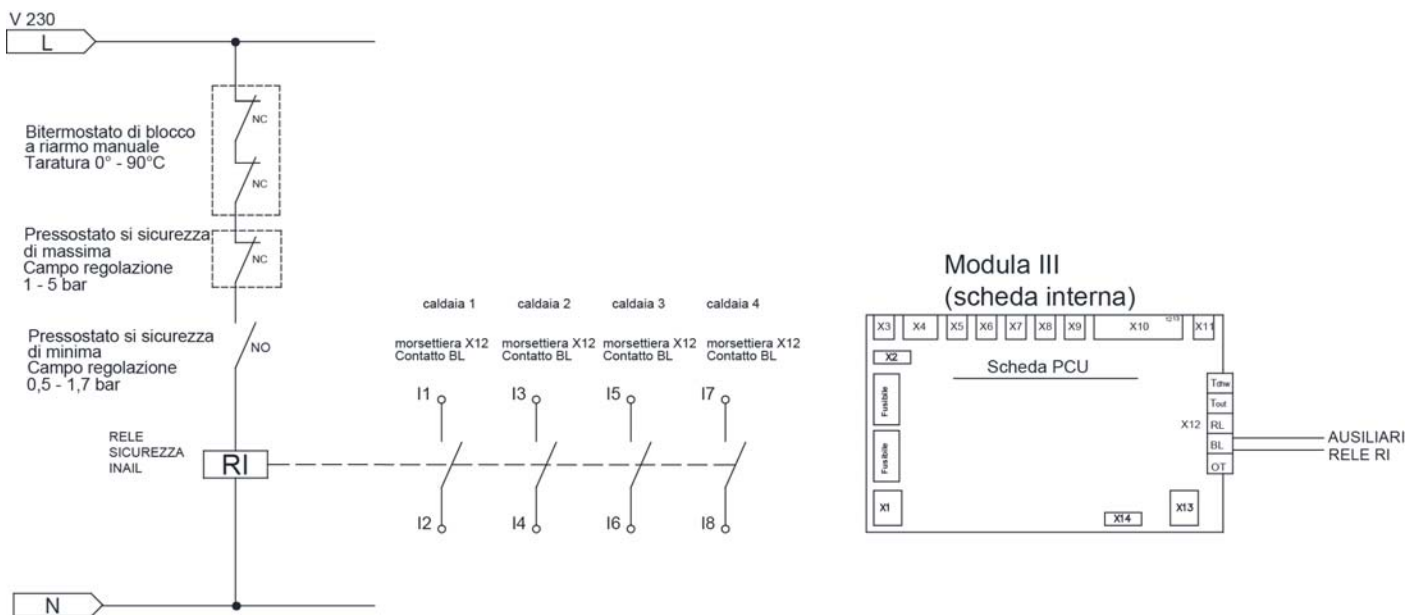 V 230
L
NC
Bitermostato di blocco
a riarmo manuale
Taratura 0° - 90°C
NC
Pressostato si sicurezza
di massima
Campo regolazione
1 - 5 bar
NC
Pressostato si sicurezza
di minima
Campo regolazione
0,5 - 1,7 bar
NO
RELE
SICUREZZA
INAIL
RI
N
caldaia 1
caldaia 2
caldaia 3
caldaia 4
morsettiera X12
Contatto BL
morsettiera X12
Contatto BL
morsettiera X12
Contatto BL
morsettiera X12
Contatto BL
I1
I3
I5
I7
I2
I4
I6
I8
Modula III
(scheda interna)
X3
X4
X5
X6
X7
X8
X9
X10
X11
X2
Scheda PCU
Fusibile
Fusibile
X1
X14
X13
X12
Tdhw
Tout
RL
BL
OT
AUSILIARI
RELE RI